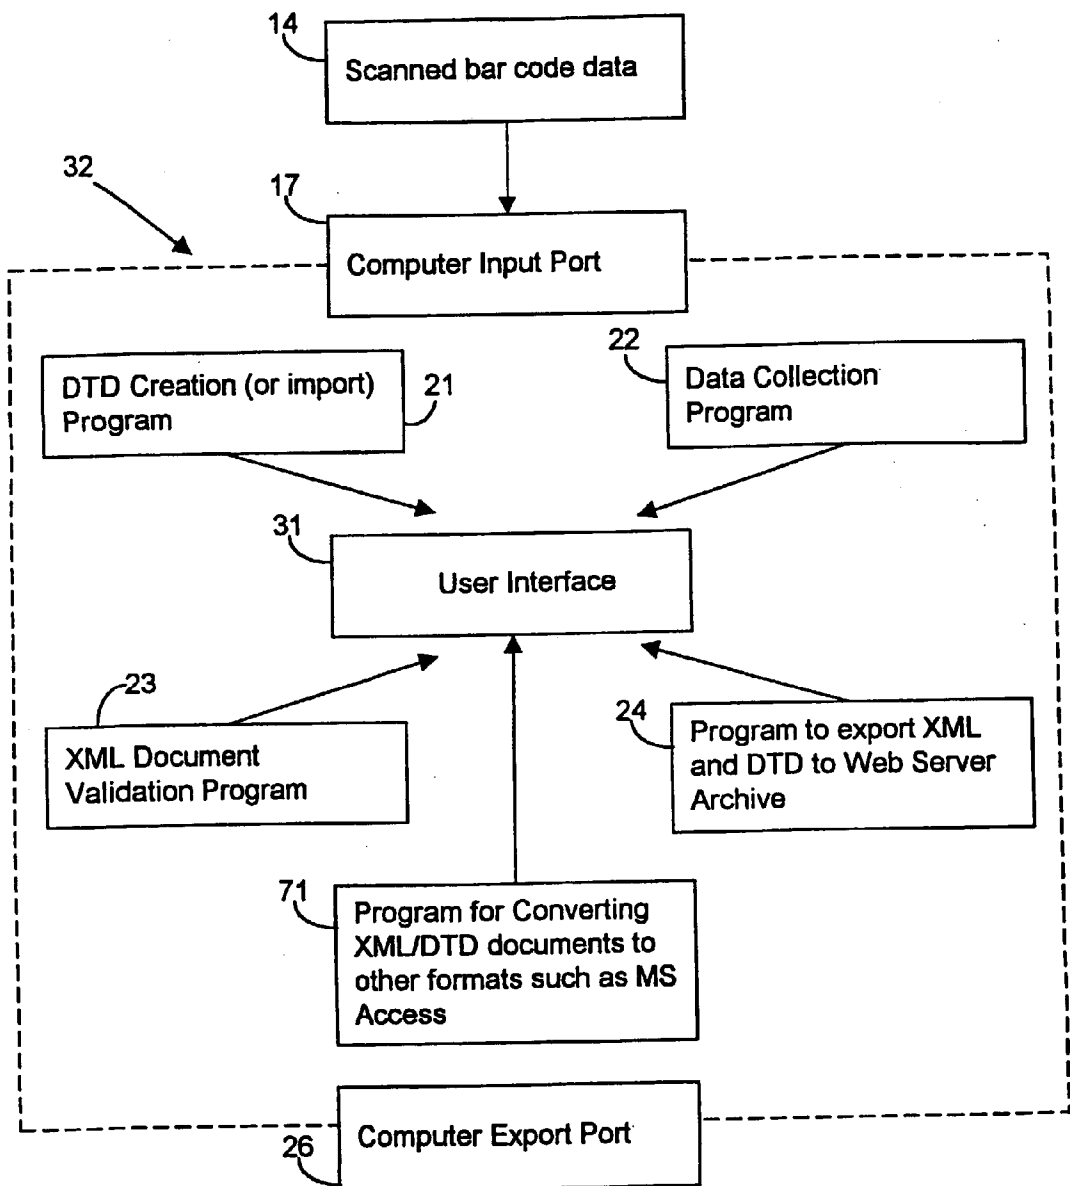 14
Scanned bar code data
32
17
Computer Input Port
DTD Creation (or import)
Program
21
22
Data Collection
Program
31
User Interface
23
XML Document
Validation Program
24
Program to export XML
and DTD to Web Server
Archive
71
Program for Converting
XML/DTD documents to
other formats such as MS
Access
Computer Export Port
26